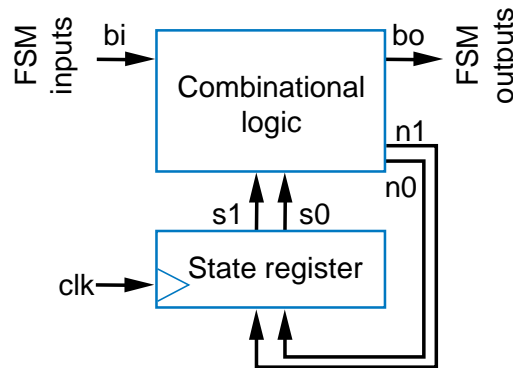 FSM
inputs
bi
Combinational
logic
bo
FSM
outputs
n1
n0
s1
s0
clk
State register